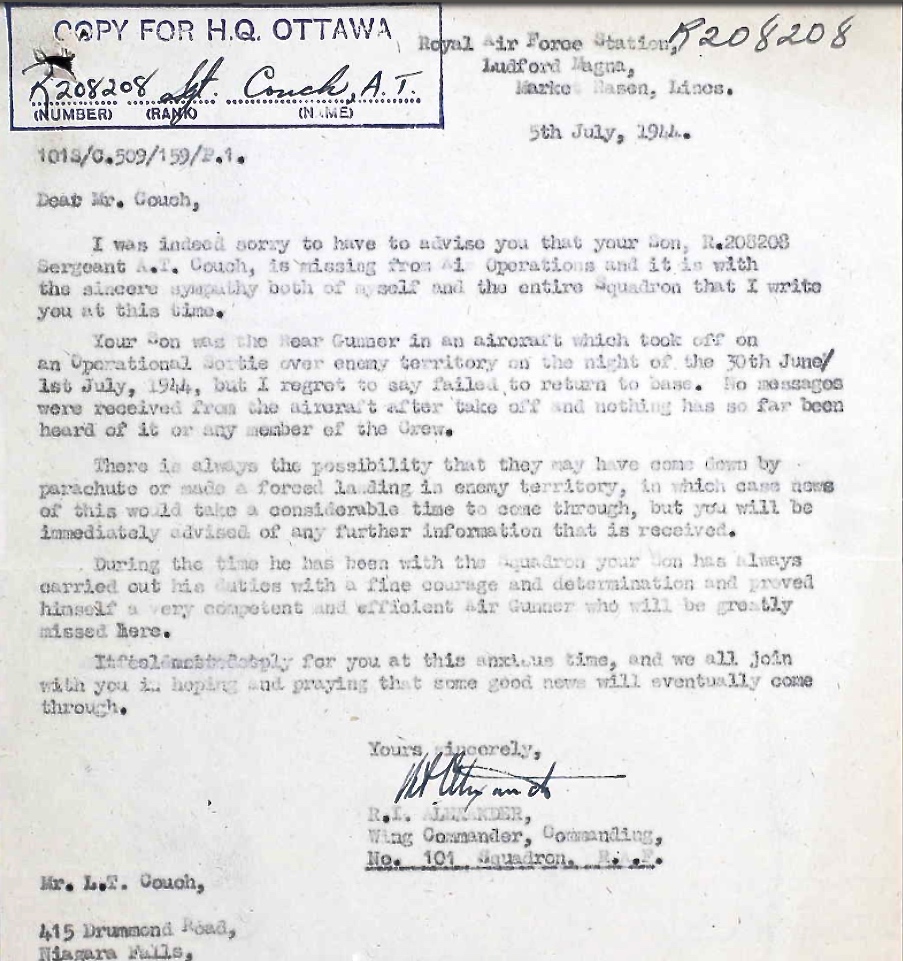 COPY FOR H.Q. OTTAWA
R208208
R208208 Sgt. Couch, A.T.
(NUMBER) (RANK) (NAME)
Royal Air Force Station,
Ludford Magna,
Market Rasen, Lincs.
5th July, 1944.
101S/C.509/159/P.1.
Dear Mr. Couch,
I was indeed sorry to have to advise you that your Son, R.208208
Sergeant A.T. Couch, is missing from Air Operations and it is with
the sincere sympathy both of myself and the entire Squadron that I write
you at this time.
Your Son was the Rear Gunner in an aircraft which took off on
an Operational Sortie over enemy territory on the night of the 30th June/
1st July, 1944, but I regret to say failed to return to base. No messages
were received from the aircraft after take off and nothing has so far been
heard of it or any member of the Crew.
There is always the possibility that they may have come down by
parachute or made a forced landing in enemy territory, in which case news
of this would take a considerable time to come through, but you will be
immediately advised of any further information that is received.
During the time he has been with the Squadron your Son has always
carried out his duties with a fine courage and determination and proved
himself a very competent and efficient Air Gunner who will be greatly
missed here.
for you at this anxious time, and we all join
with you in hoping and praying that some good news will eventually come
through.
Yours sincerely,
R.I. ALEXANDER,
Wing Commander, Commanding,
No. 101 Squadron, R.A.F.
Mr. L.T. Couch,
415 Drummond Road,
Niagara Falls,